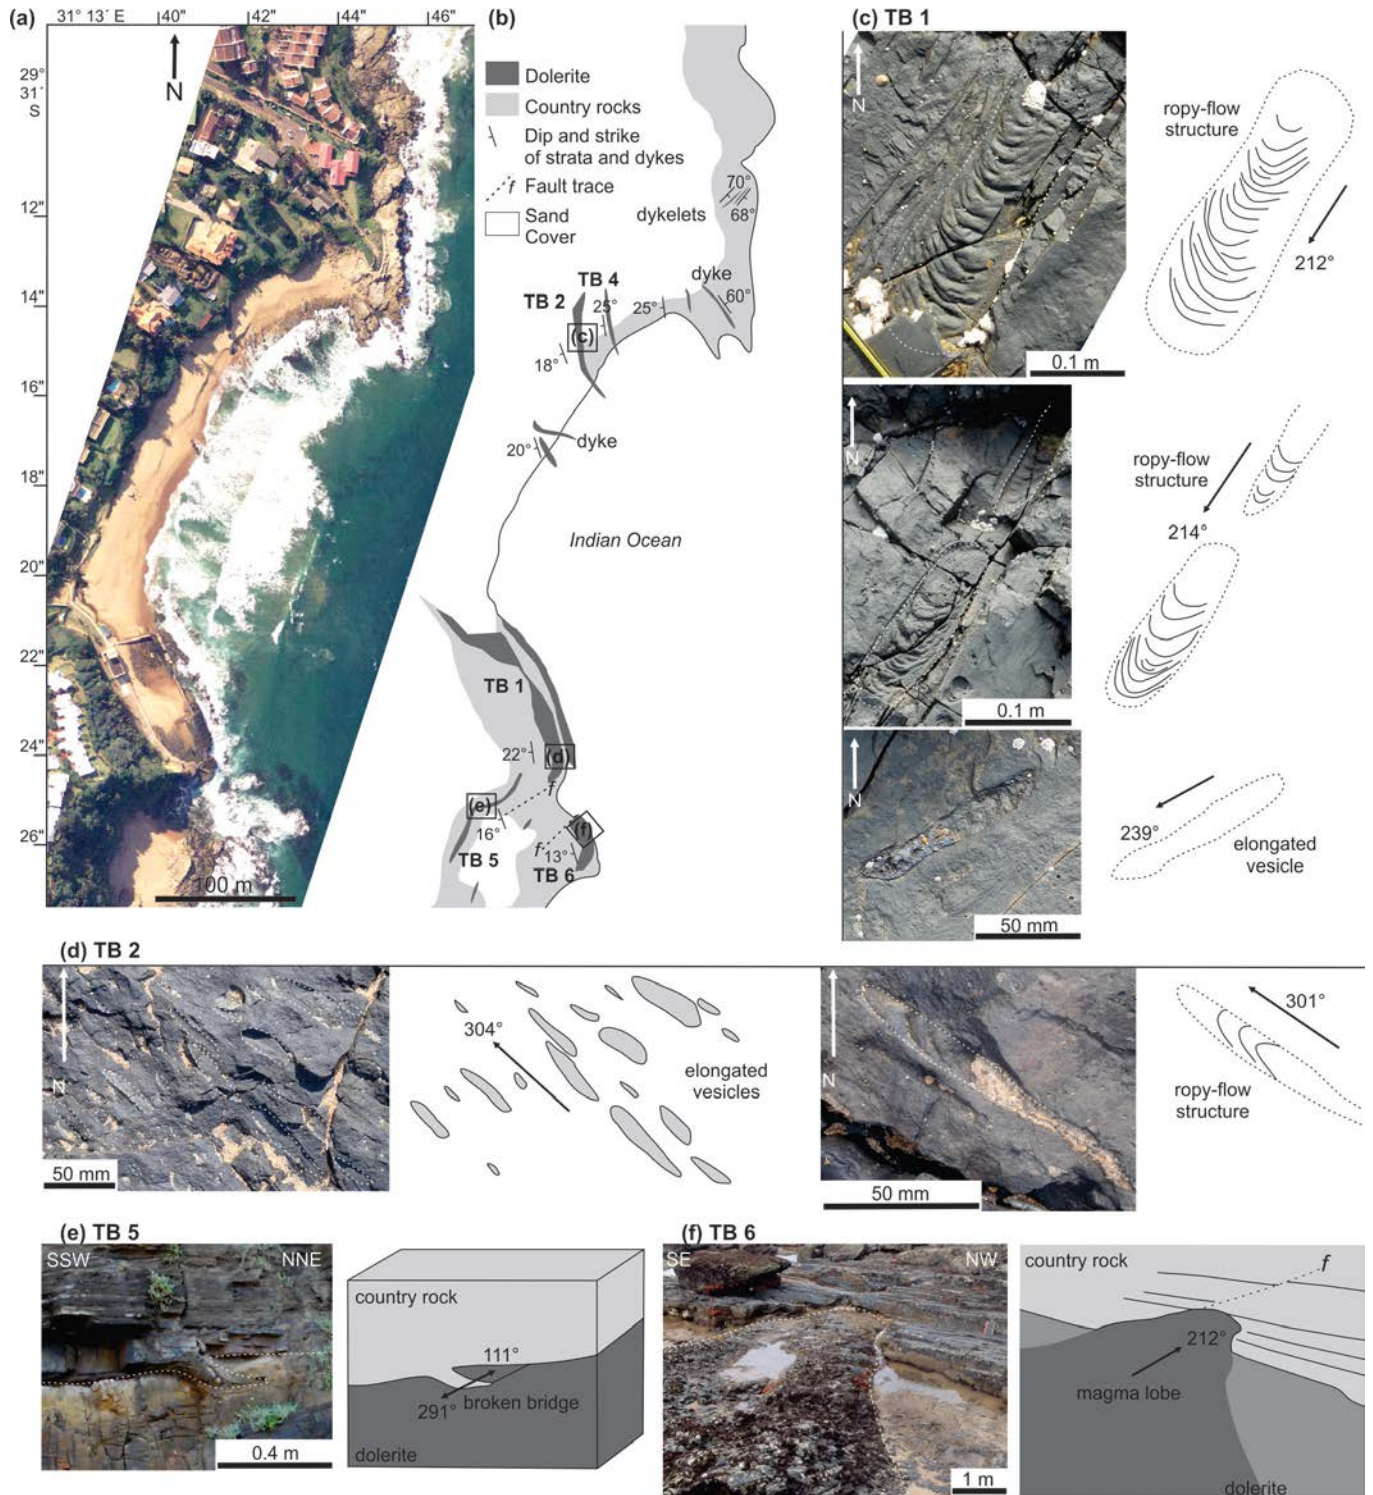 (a)
31° 13´ E
40"
42"
44"
46"
29°
31´
S
12"
14"
16"
18"
20"
22"
24"
26"
N
100 m
(b)
Dolerite
Country rocks
Dip and strike
of strata and dykes
f Fault trace
Sand
Cover
70°
dykelets
68°
dyke
TB 4
TB 2
25°
25°
60°
(c)
18°
dyke
20°
Indian Ocean
TB 1
22°
(d)
f
(e)
16°
(f)
f
13°
TB 5
TB 6
(c) TB 1
N
ropy-flow
structure
212°
0.1 m
N
ropy-flow
structure
214°
0.1 m
N
239°
elongated
vesicle
50 mm
(d) TB 2
N
50 mm
304°
elongated
vesicles
N
50 mm
301°
ropy-flow
structure
(e) TB 5
SSW
NNE
0.4 m
country rock
111°
291°
broken bridge
dolerite
(f) TB 6
SE
NW
1 m
country rock
f
212°
magma lobe
dolerite